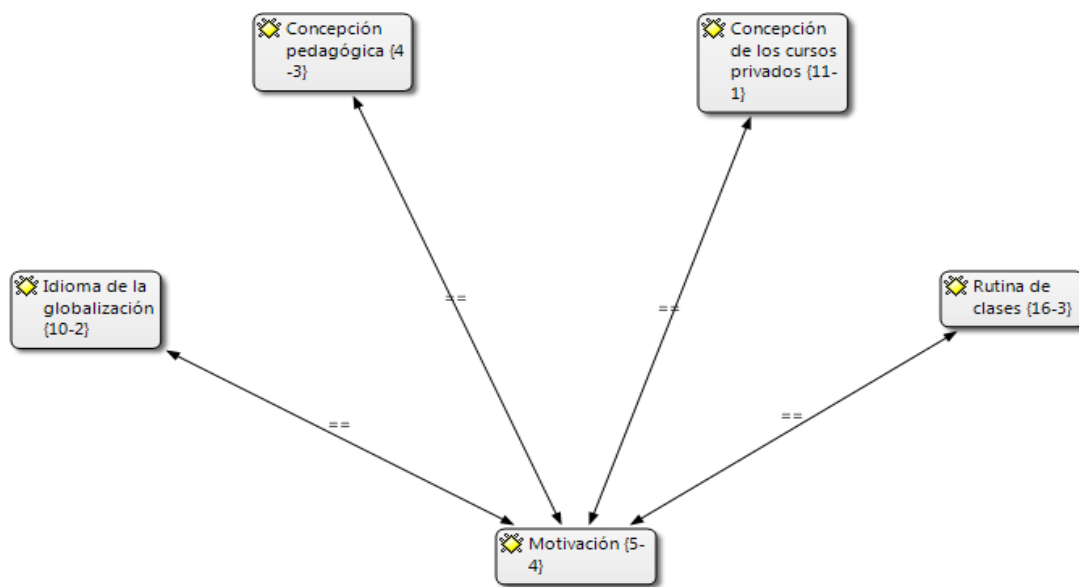 Concepción
pedagógica {4
-3}
Concepción
de los cursos
privados {11-
1}
Idioma de la
globalización
{10-2}
Rutina de
clases {16-3}
==
==
==
==
Motivación {5-
4}